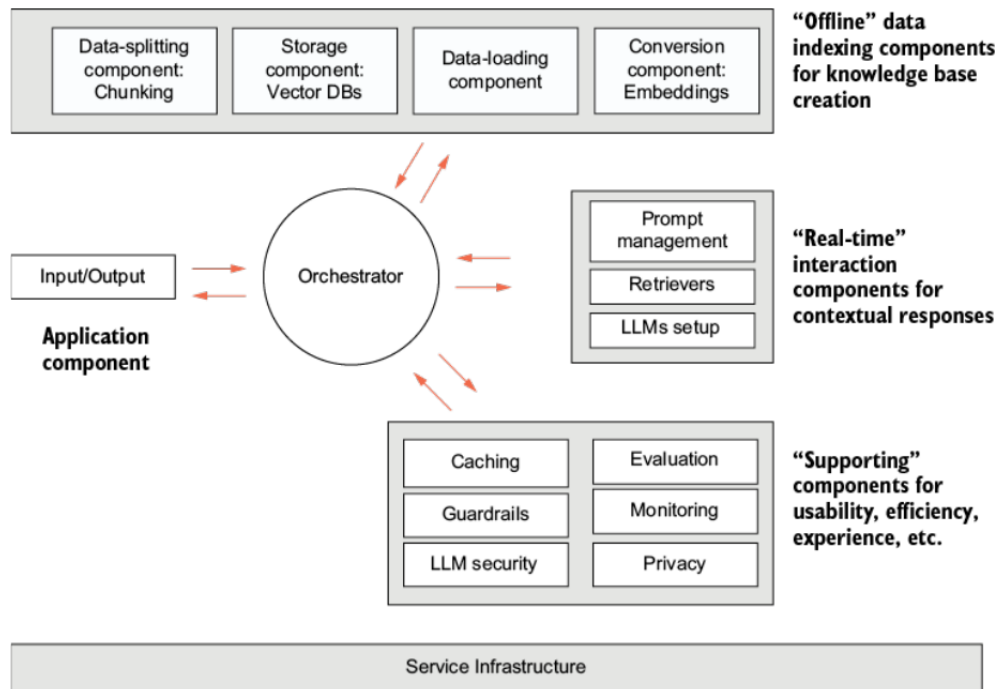 Data-splitting
component:
Chunking
Storage
component:
Vector DBs
Data-loading
component
Conversion
component:
Embeddings
“Offline” data
indexing components
for knowledge base
creation
Input/Output
Application
component
Orchestrator
Prompt
management
Retrievers
LLMs setup
“Real-time”
interaction
components for
contextual responses
Caching
Evaluation
Guardrails
Monitoring
LLM security
Privacy
“Supporting”
components for
usability, efficiency,
experience, etc.
Service Infrastructure